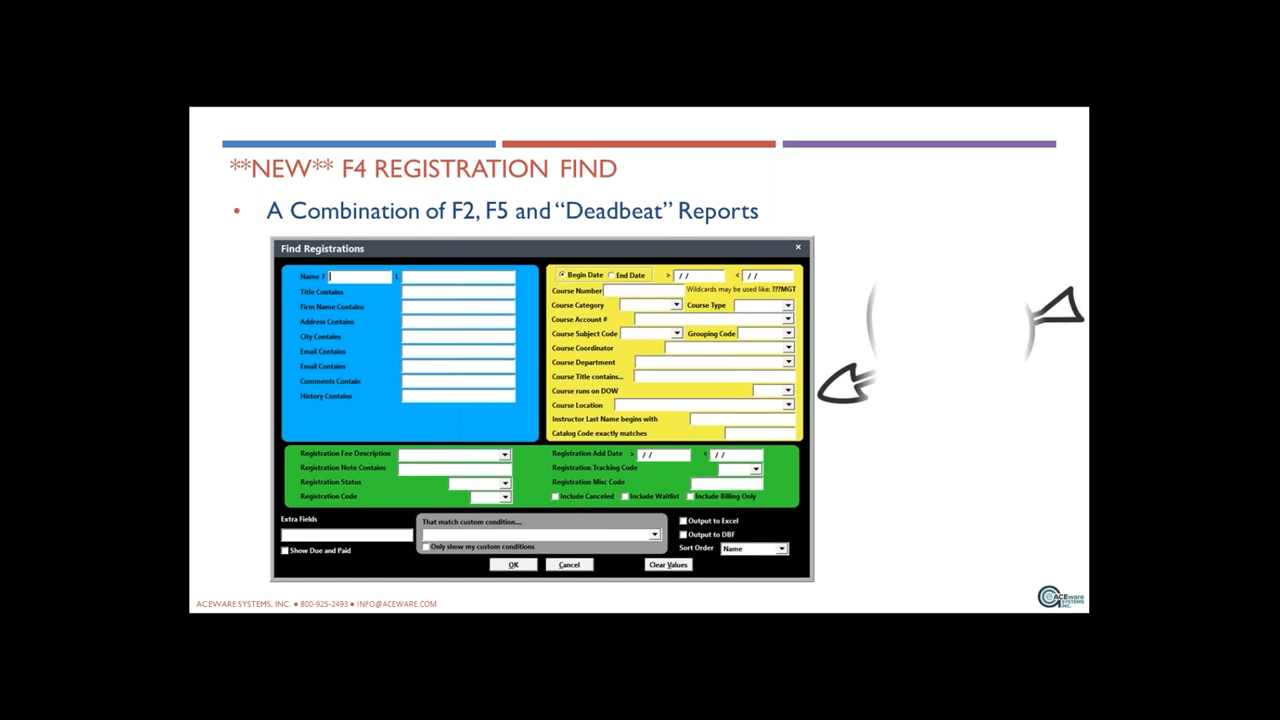 **NEW** F4 REGISTRATION FIND
• A Combination of F2, F5 and “Deadbeat” Reports
Find Registrations ×
Name F L
Title Contains
Firm Name Contains
Address Contains
City Contains
Email Contains
Email Contains
Comments Contain
History Contains
Begin Date End Date > / / < / /
Course Number Wildcards may be used like: ???MGT
Course Category Course Type
Course Account #
Course Subject Code Grouping Code
Course Coordinator
Course Department
Course Title contains...
Course runs on DOW
Course Location
Instructor Last Name begins with
Catalog Code exactly matches
Registration Fee Description
Registration Note Contains
Registration Status
Registration Code
Registration Add Date > / / < / /
Registration Tracking Code
Registration Misc Code
Include Canceled Include Waitlist Include Billing Only
Extra Fields
Show Due and Paid
That match custom condition....
Only show my custom conditions
Output to Excel
Output to DBF
Sort Order Name
OK Cancel Clear Values
ACEWARE SYSTEMS, INC. ● 800-925-2493 ● INFO@ACEWARE.COM
ACEware
SYSTEMS
INC.